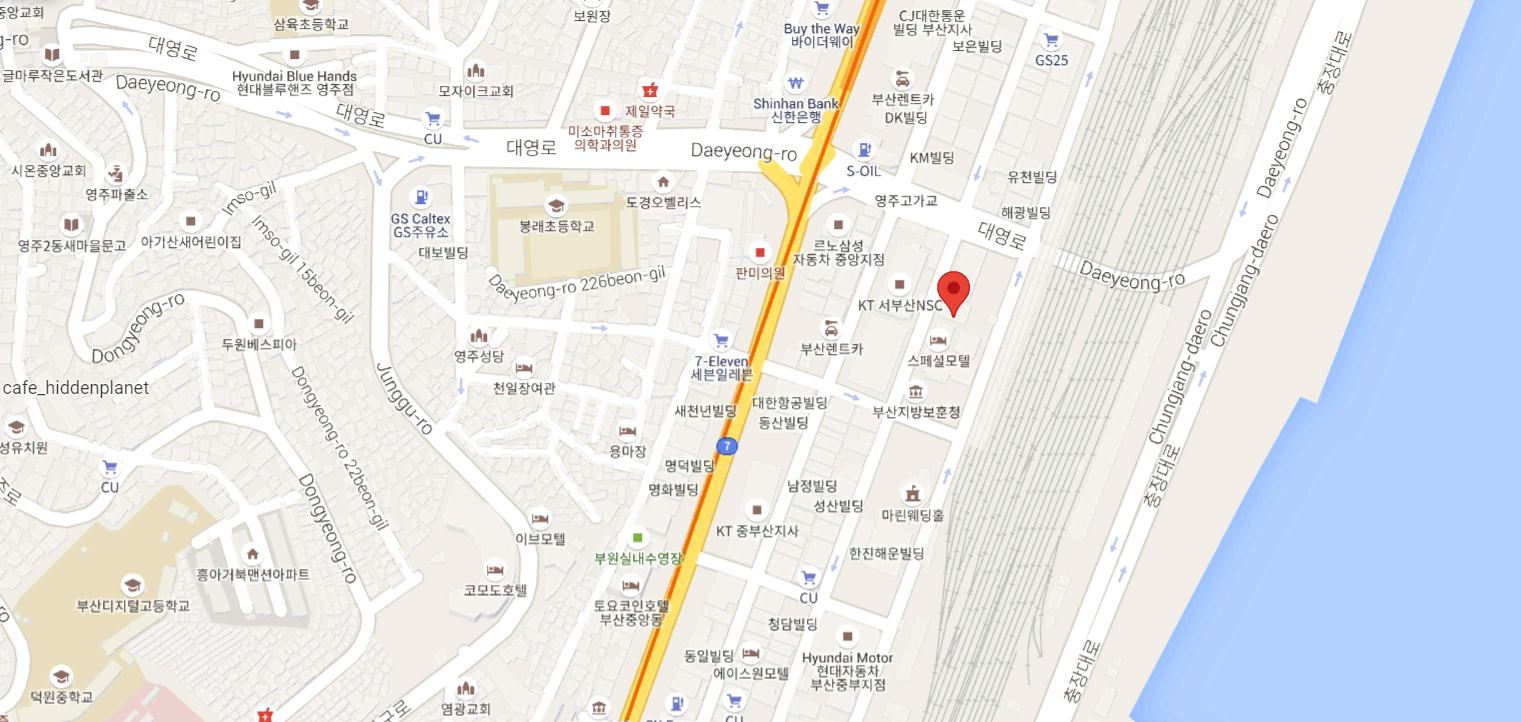 중앙교회
삼육초등학교
보원장
Buy the Way
바이더웨이
CJ대한통운
빌딩 부산지사
보은빌딩
GS25
충장대로
g-ro
대영로
글마루작은도서관
Daeyeong-ro
Hyundai Blue Hands
현대블루핸즈 영주점
모자이크교회
제일약국
Shinhan Bank
신한은행
부산렌트카
DK빌딩
대영로
CU
미소마취통증
의학과의원
대영로
Daeyeong-ro
S-OIL
KM빌딩
Daeyeong-ro
시온중앙교회
영주파출소
Imso-gil
도경오벨리스
유천빌딩
영주고가교
해광빌딩
GS Caltex
GS주유소
봉래초등학교
영주2동새마을문고
아기산새어린이집
Imso-gil 15beon-gil
대보빌딩
르노삼성
자동차 중앙지점
대영로
Daeyeong-ro
Chungjang-daero
판미의원
Daeyeong-ro 226beon-gil
KT 서부산NSC
Dongyeong-ro
두원베스피아
영주성당
7-Eleven
세븐일레븐
부산렌트카
스페셜모텔
cafe_hiddenplanet
Junggu-ro
천일장여관
새천년빌딩
대한항공빌딩
동산빌딩
부산지방보훈청
Chungjang-daero
성유치원
Dongyeong-ro 22beon-gil
용마장
7
명덕빌딩
명화빌딩
남정빌딩
성산빌딩
마린웨딩홀
충장대로
CU
Dongyeong-ro
이브모텔
KT 중부산지사
부원실내수영장
한진해운빌딩
흥아거북맨션아파트
부산디지털고등학교
코모도호텔
토요코인호텔
부산중앙동
CU
청담빌딩
동일빌딩
에이스원모텔
Hyundai Motor
현대자동차
부산중부지점
충장대로
덕원중학교
염광교회
구로
CU